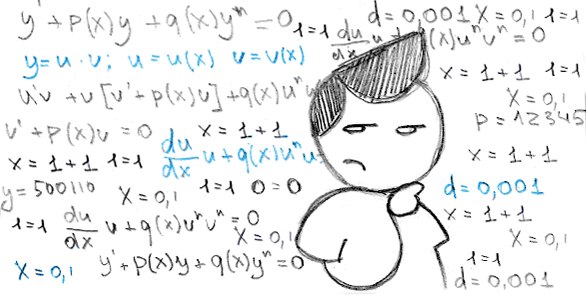 y' + p(x)y + q(x)yⁿ = 0
1=1
d = 0,001
x = 0,1
1=1
du/dx u + (x)uⁿvⁿ = 0
y = u · v; u = u(x) v = v(x)
x = 1+1
1=1
u'v + v[v' + p(x)v] + q(x)uⁿ
x = 0,1
p = 12345
v' + p(x)v = 0
x = 1+1
du/dx u + q(x)uⁿu
x = 1+1
x = 1+1
1=1
y = 500110
x = 0,1
1=1
0=0
d = 0,001
1=1
du/dx u + q(x)uⁿvⁿ = 0
x = 0,1
x = 1+1
x = 0,1
x = 0,1
y' + p(x)y + q(x)yⁿ = 0
1=1
d = 0,001